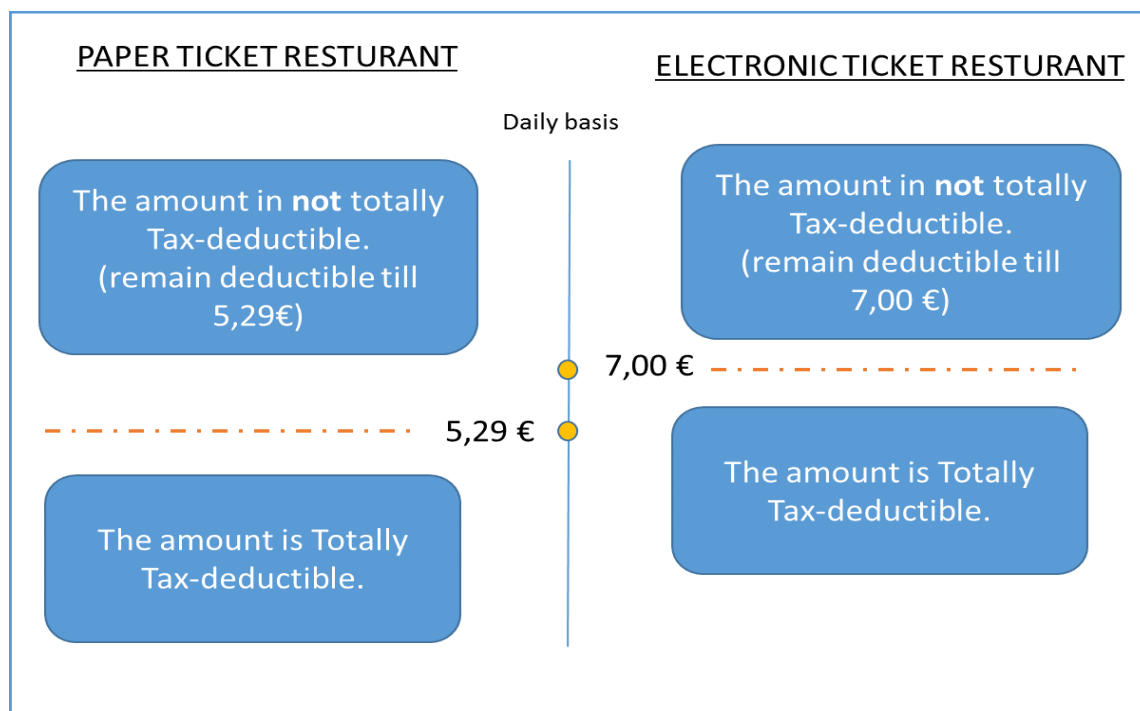 PAPER TICKET RESTURANT
ELECTRONIC TICKET RESTURANT
Daily basis
The amount in not totally
Tax-deductible.
(remain deductible till
5,29€)
The amount in not totally
Tax-deductible.
(remain deductible till
7,00 €)
7,00 €
5,29 €
The amount is Totally
Tax-deductible.
The amount is Totally
Tax-deductible.